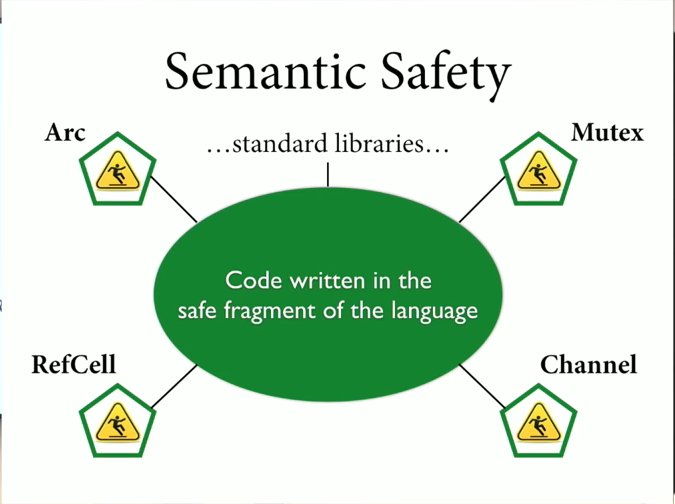 Semantic Safety
Arc
...standard libraries...
Mutex
Code written in the
safe fragment of the language
RefCell
Channel